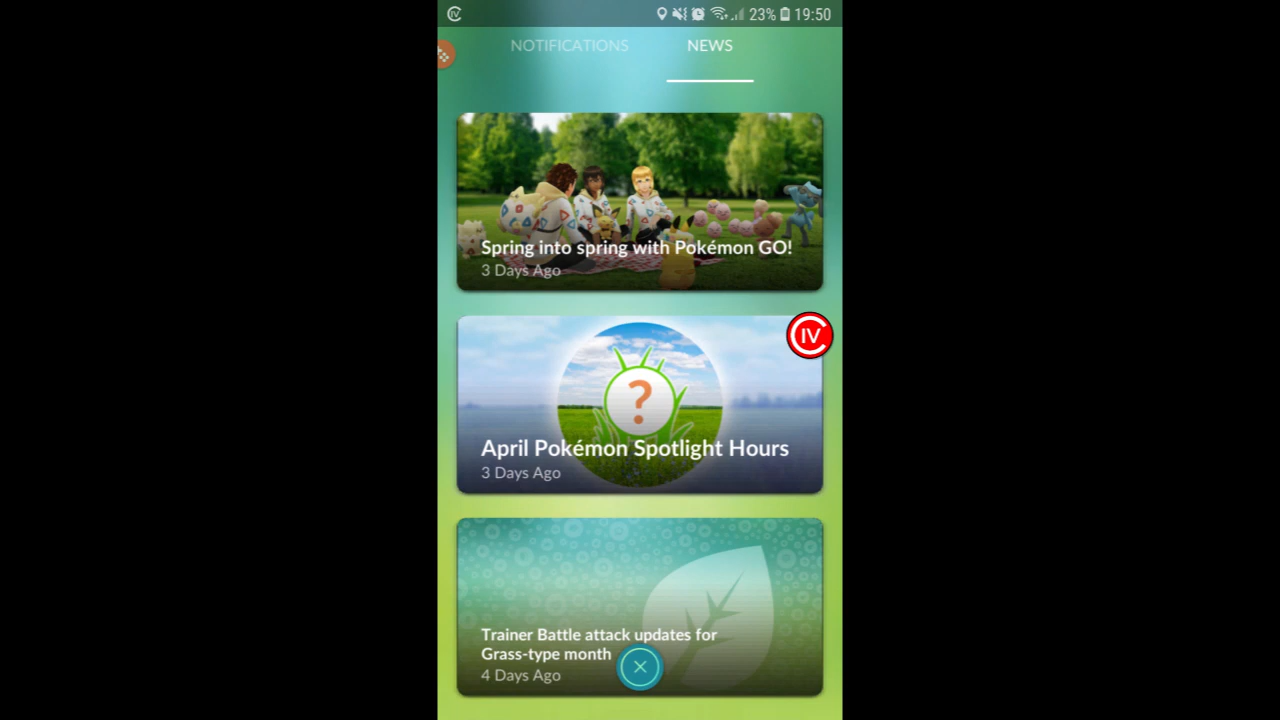 IV 23% 19:50
NOTIFICATIONS NEWS
Spring into spring with Pokémon GO!
3 Days Ago
IV
?
April Pokémon Spotlight Hours
3 Days Ago
Trainer Battle attack updates for
Grass-type month
4 Days Ago